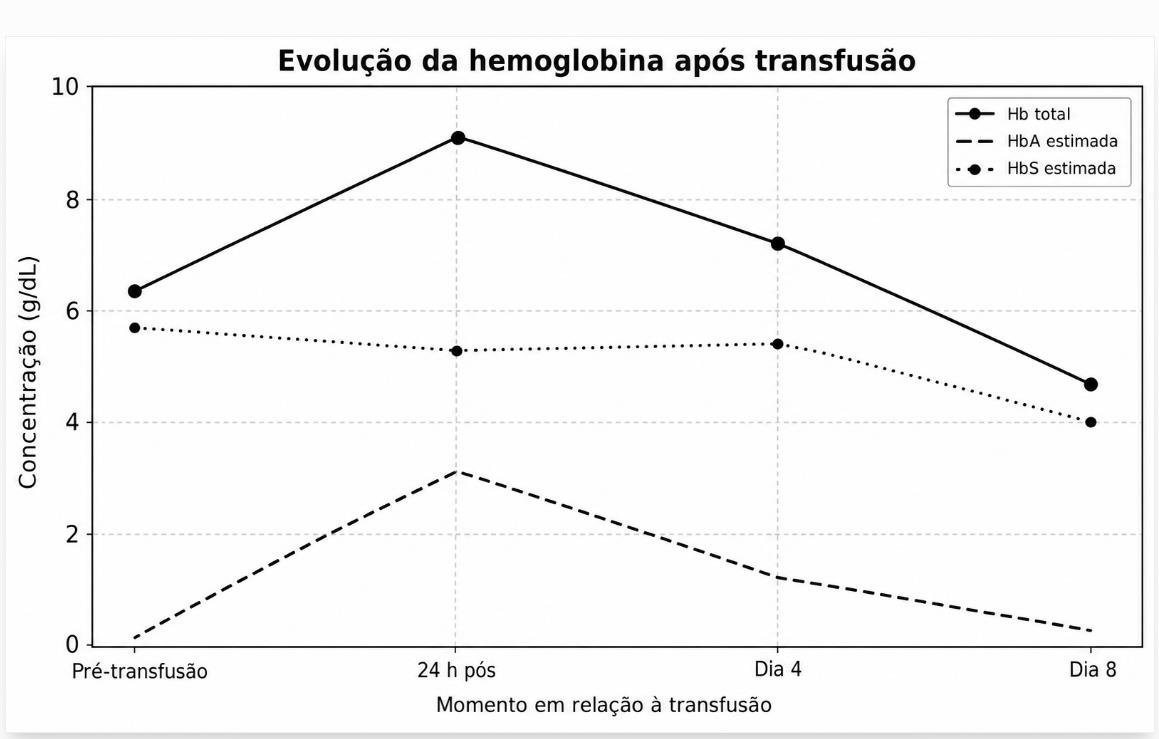 Evolução da hemoglobina após transfusão
10
8
6
4
2
0
Concentração (g/dL)
Hb total
HbA estimada
HbS estimada
Pré-transfusão
24 h pós
Dia 4
Dia 8
Momento em relação à transfusão